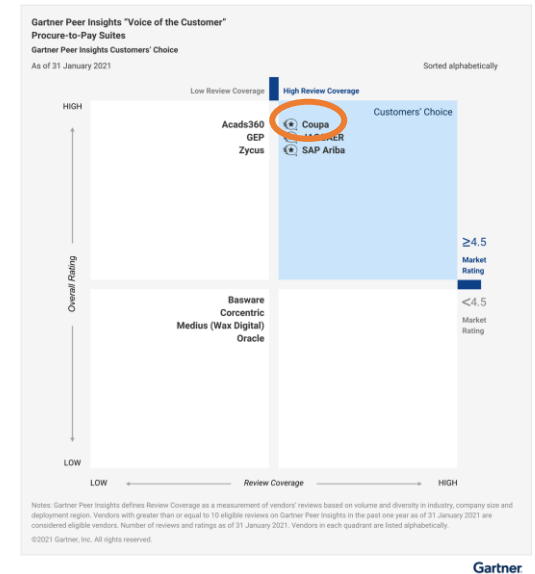 Gartner Peer Insights "Voice of the Customer"
Procure-to-Pay Suites
Gartner Peer Insights Customers' Choice
As of 31 January 2021
Sorted alphabetically
Low Review Coverage
High Review Coverage
HIGH
Customers' Choice
Acads360
GEP
Zycus
Coupa
JAGGAER
SAP Ariba
≥4.5
Market
Rating
Overall Rating
<4.5
Market
Rating
Basware
Corcentric
Medius (Wax Digital)
Oracle
LOW
LOW
Review Coverage
HIGH
Notes: Gartner Peer Insights defines Review Coverage as a measurement of vendors' reviews based on volume and diversity in industry, company size and
deployment region. Vendors with greater than or equal to 10 eligible reviews on Gartner Peer Insights in the past one year as of 31 January 2021 are
considered eligible vendors. Number of reviews and ratings as of 31 January 2021. Vendors in each quadrant are listed alphabetically.
©2021 Gartner, Inc. All rights reserved.
Gartner